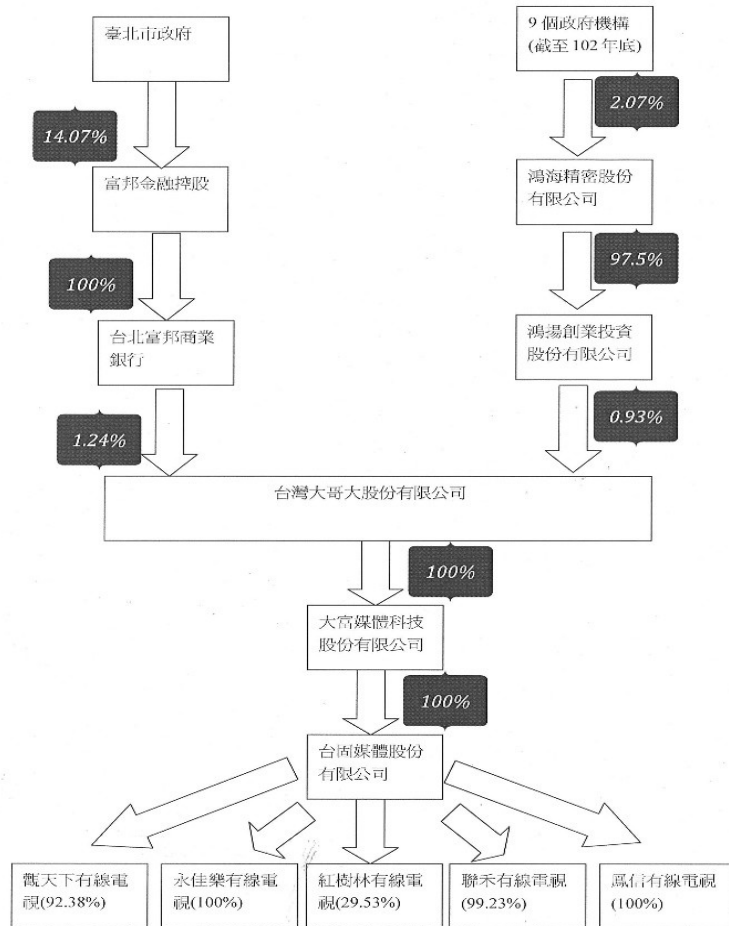 臺北市政府
9 個政府機構
(截至 102 年底)
14.07%
2.07%
富邦金融控股
鴻海精密股份
有限公司
100%
97.5%
台北富邦商業
銀行
鴻揚創業投資
股份有限公司
1.24%
0.93%
台灣大哥大股份有限公司
100%
大富媒體科技
股份有限公司
100%
台固媒體股份
有限公司
觀天下有線電
視(92.38%)
永佳樂有線電
視(100%)
紅樹林有線電
視(29.53%)
聯禾有線電視
(99.23%)
鳳信有線電視
(100%)